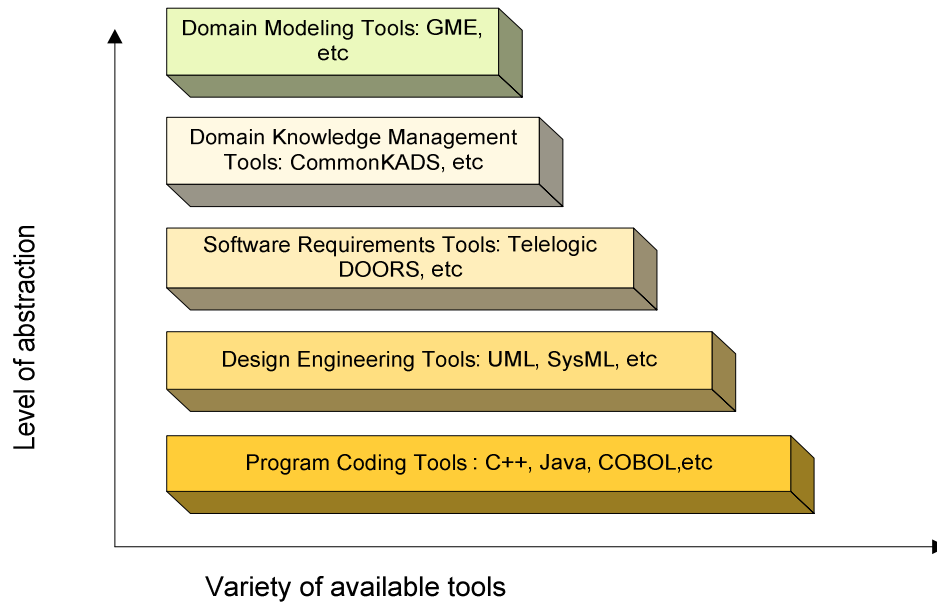 Domain Modeling Tools: GME,
etc
Domain Knowledge Management
Tools: CommonKADS, etc
Software Requirements Tools: Telelogic
DOORS, etc
Design Engineering Tools: UML, SysML, etc
Program Coding Tools : C++, Java, COBOL,etc
Level of abstraction
Variety of available tools